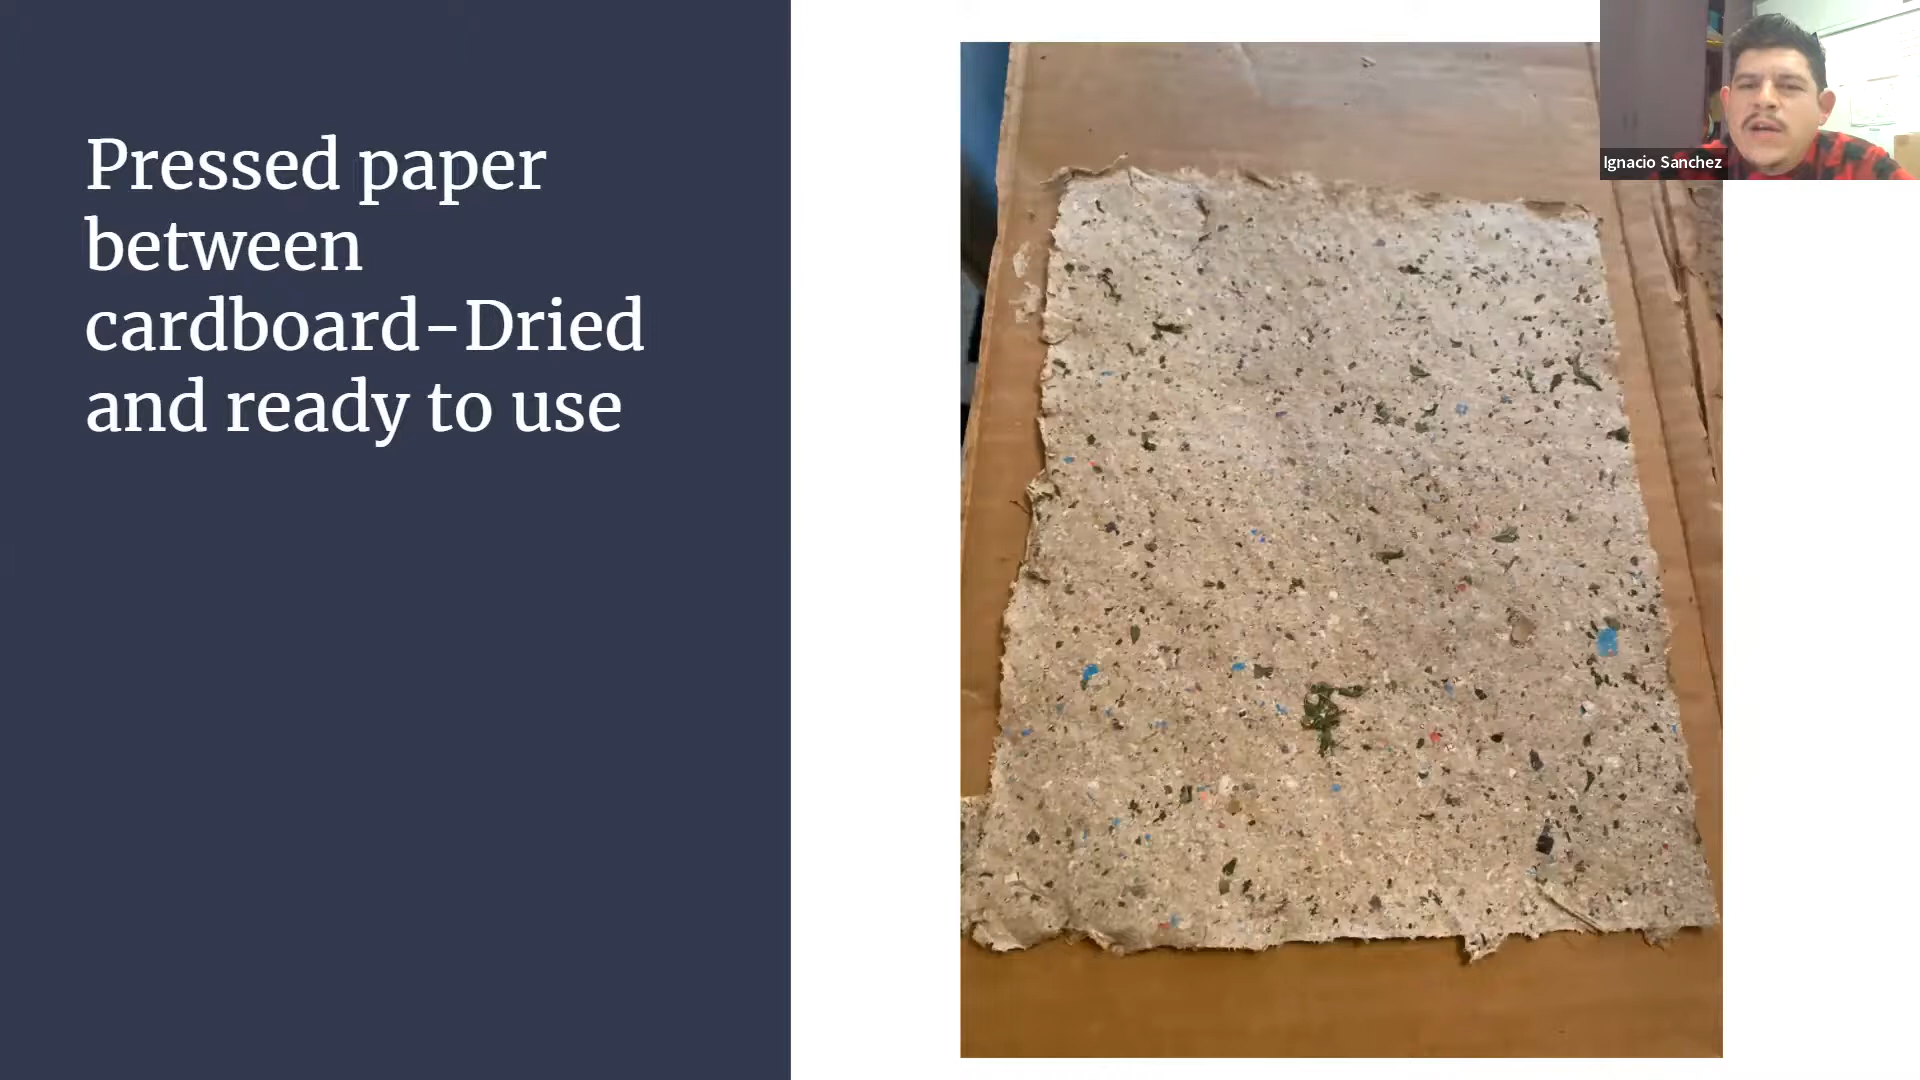 Pressed paper
between
cardboard-Dried
and ready to use
Ignacio Sanchez